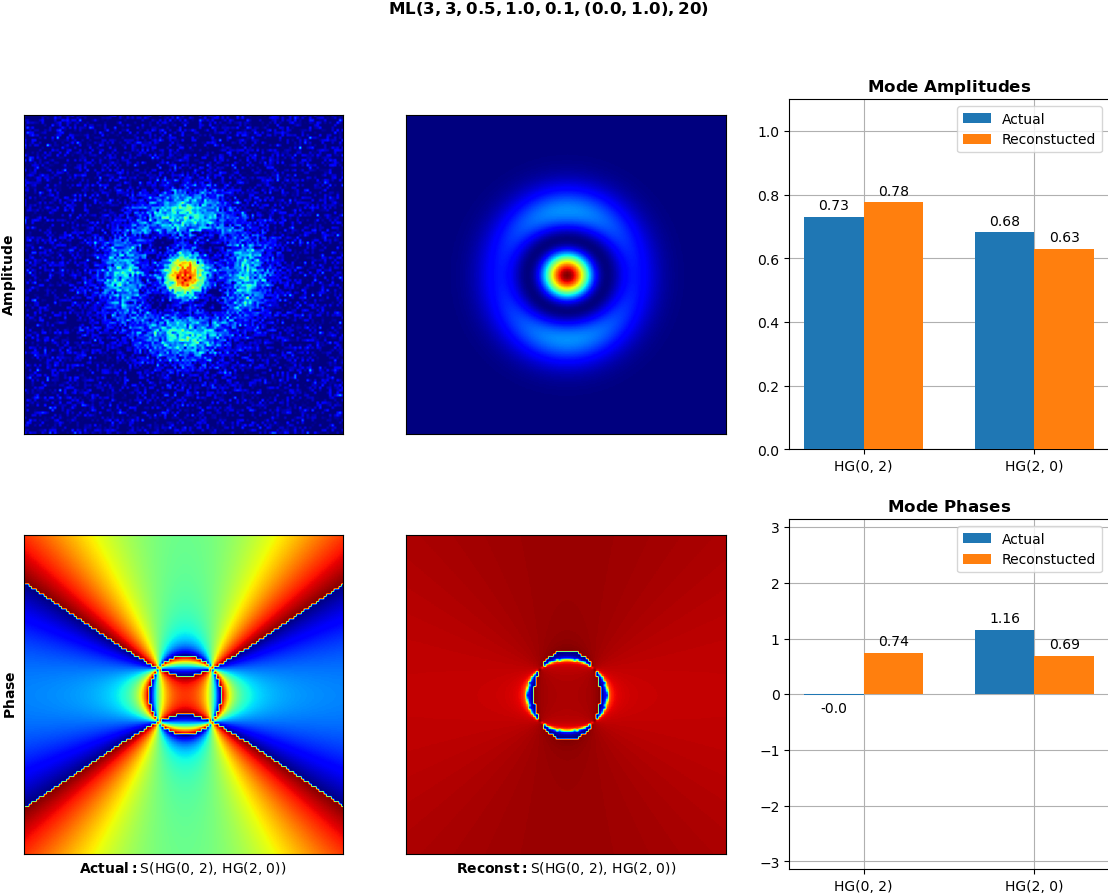 ML(3, 3, 0.5, 1.0, 0.1, (0.0, 1.0), 20)
Amplitude
Mode Amplitudes
Actual
Reconstucted
1.0
0.8
0.6
0.4
0.2
0.0
0.73
0.78
0.68
0.63
HG(0, 2)
HG(2, 0)
Phase
Actual: S(HG(0, 2), HG(2, 0))
Reconst: S(HG(0, 2), HG(2, 0))
Mode Phases
Actual
Reconstucted
3
2
1
0
−1
−2
−3
-0.0
0.74
1.16
0.69
HG(0, 2)
HG(2, 0)